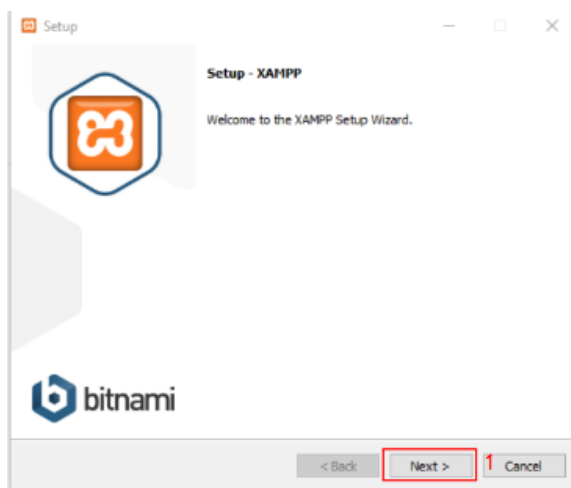 Setup
Setup - XAMPP
Welcome to the XAMPP Setup Wizard.
bitnami
< Back
Next >
1
Cancel